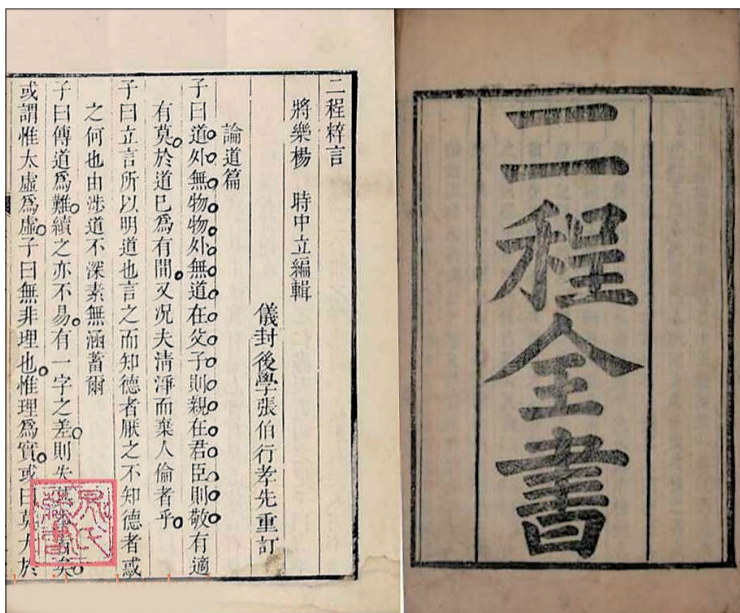 二程全書
二程粹言
將樂楊 時中立編輯
儀封後學張伯行孝先重訂
論道篇
子曰道外無物物外無道在父子則親在君臣則敬有適
有莫於道已為有間又況夫清淨而棄人倫者乎
子曰立言所以明道也言之而知德者厭之不知德者惑
之何也由涉道不深素無涵蓄爾
子曰傳道為難續之亦不易有一字之差則失
或謂惟太虛為虛子曰無非理也惟理為實或曰莫大於